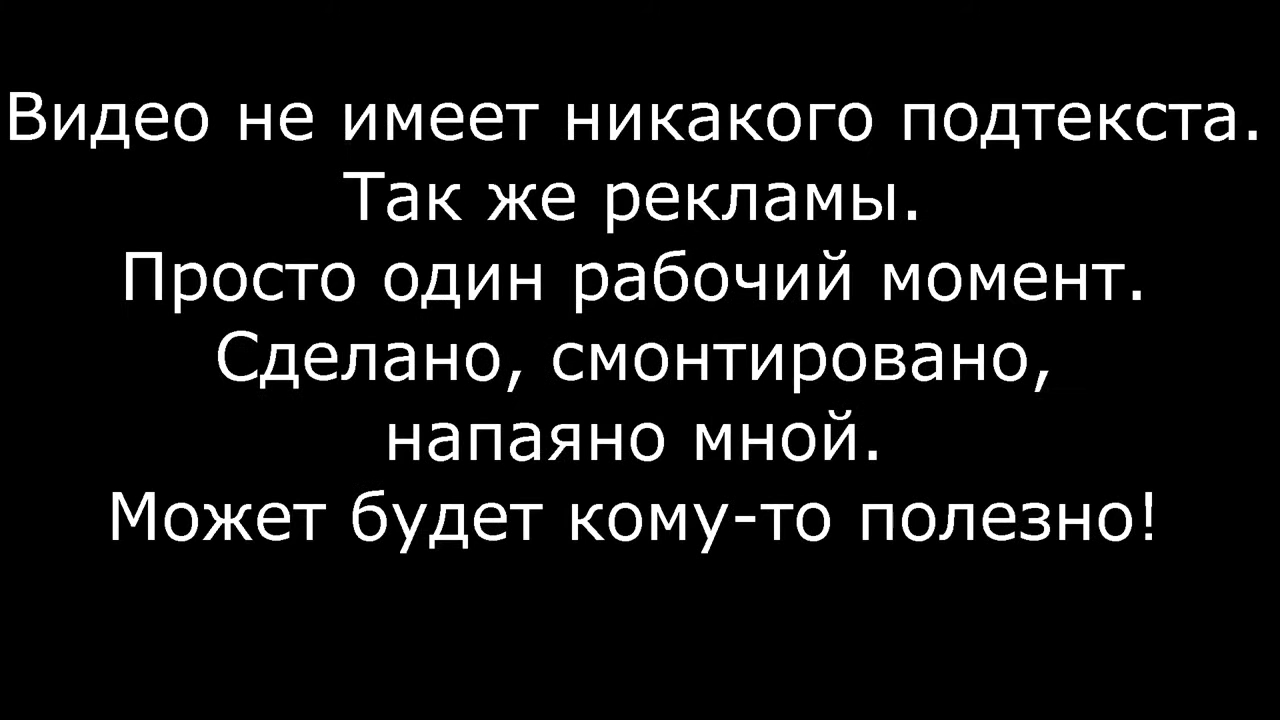 Видео не имеет никакого подтекста.
Так же рекламы.
Просто один рабочий момент.
Сделано, смонтировано,
напаяно мной.
Может будет кому-то полезно!